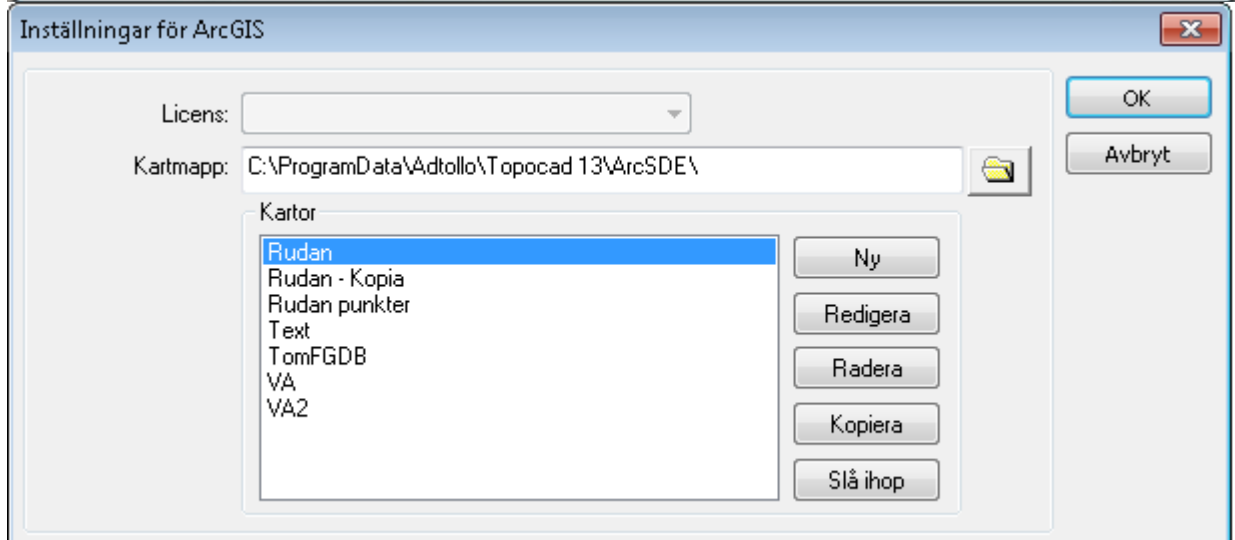 Inställningar för ArcGIS
Licens:
OK
Kartmapp: C:\ProgramData\Adtollo\Topocad 13\ArcSDE\
Avbryt
Kartor
Rudan
Rudan - Kopia
Rudan punkter
Text
TomFGDB
VA
VA2
Ny
Redigera
Radera
Kopiera
Slå ihop